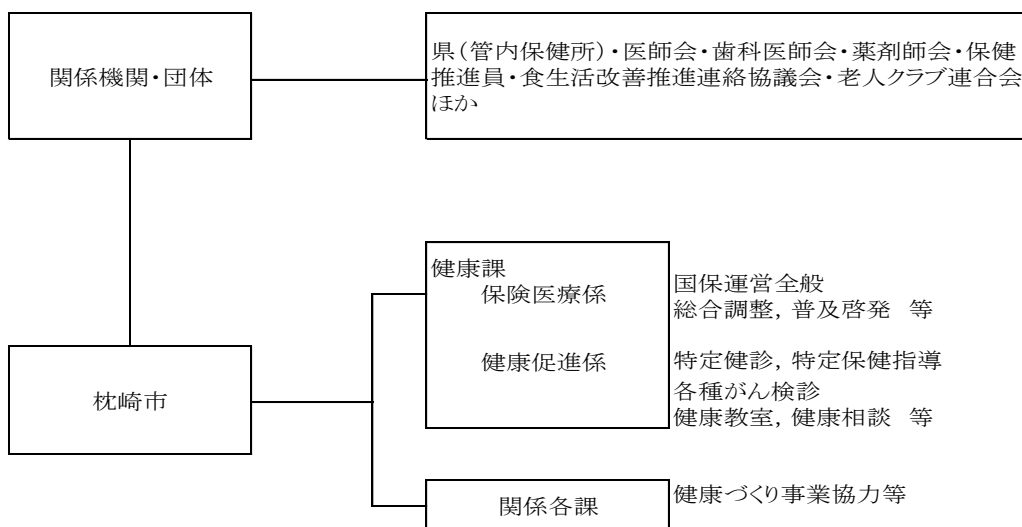 関係機関・団体
県（管内保健所）・医師会・歯科医師会・薬剤師会・保健
推進員・食生活改善推進連絡協議会・老人クラブ連合会
ほか
健康課
保険医療係
国保運営全般
総合調整，普及啓発　等
健康促進係
特定健診，特定保健指導
各種がん検診
健康教室，健康相談　等
枕崎市
関係各課
健康づくり事業協力等